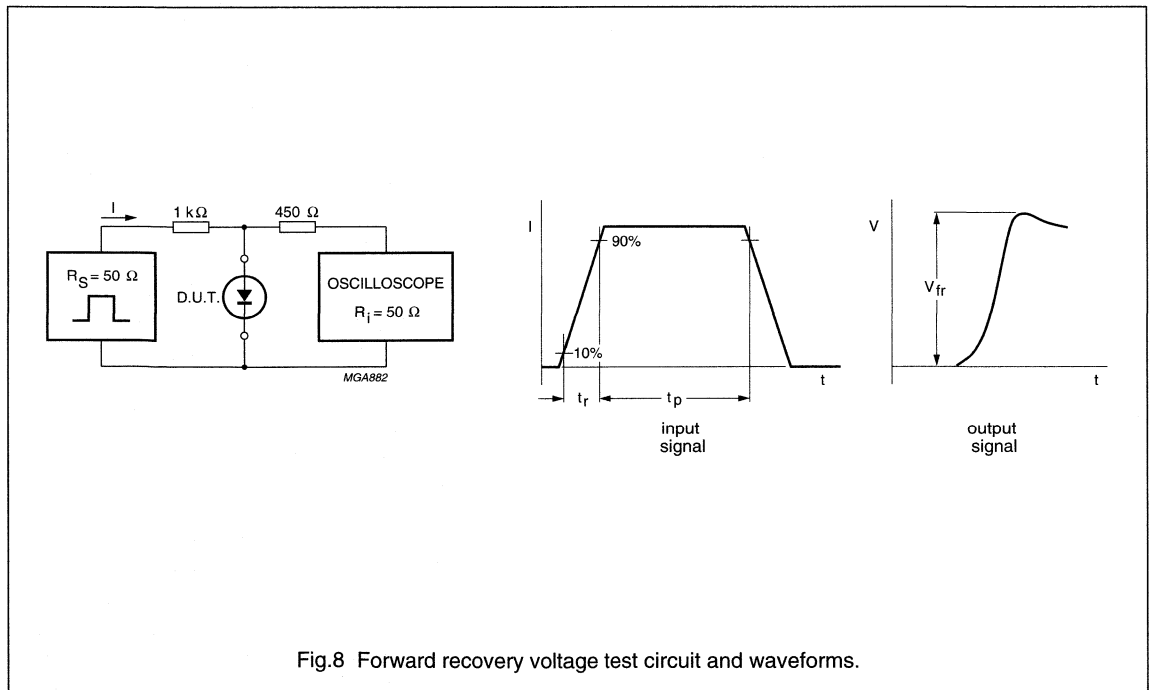 I
1 kΩ
450 Ω
R_S = 50 Ω
D.U.T.
OSCILLOSCOPE
R_i = 50 Ω
MGA882
I
90%
10%
t
t_r
t_p
input
signal
V
V_fr
t
output
signal
Fig.8 Forward recovery voltage test circuit and waveforms.